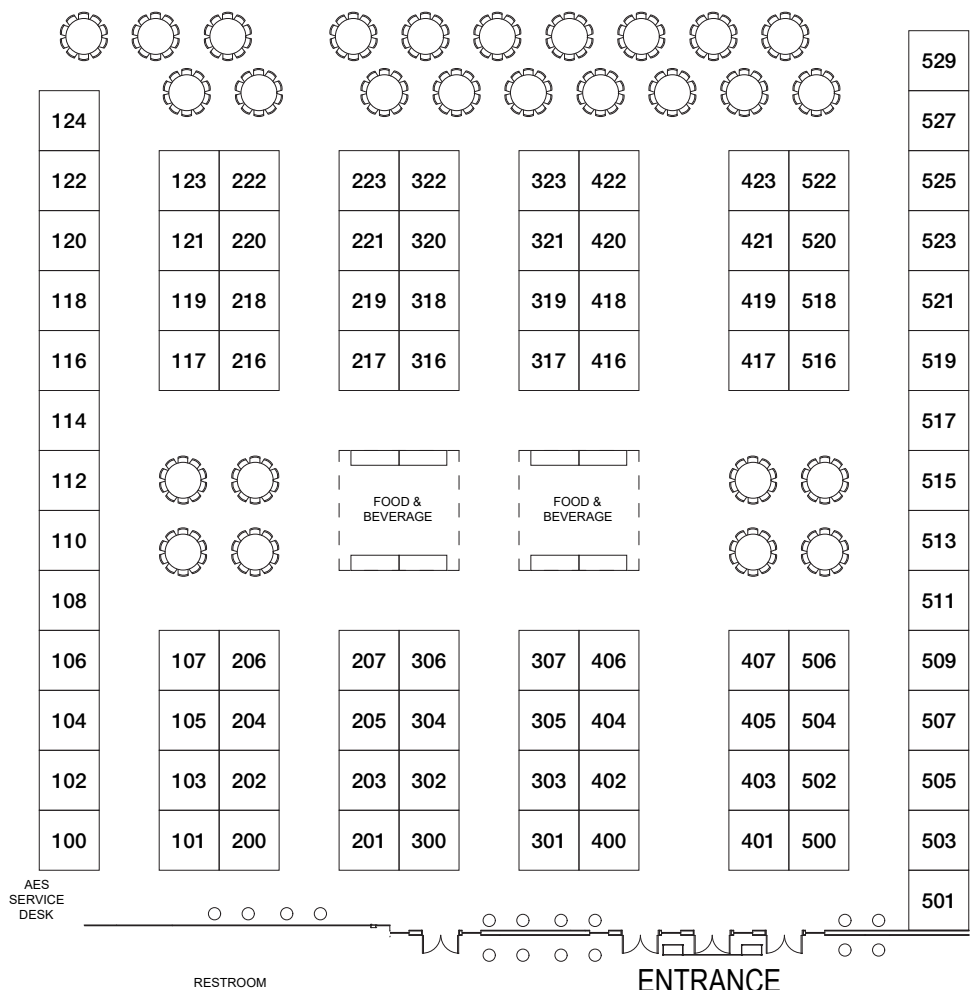 529
124 527
122 123 222 223 322 323 422 423 522 525
120 121 220 221 320 321 420 421 520 523
118 119 218 219 318 319 418 419 518 521
116 117 216 217 316 317 416 417 516 519
114 517
112 515
FOOD & FOOD &
BEVERAGE BEVERAGE
110 513
108 511
106 107 206 207 306 307 406 407 506 509
104 105 204 205 304 305 404 405 504 507
102 103 202 203 302 303 402 403 502 505
100 101 200 201 300 301 400 401 500 503
AES
SERVICE
DESK
501
RESTROOM ENTRANCE